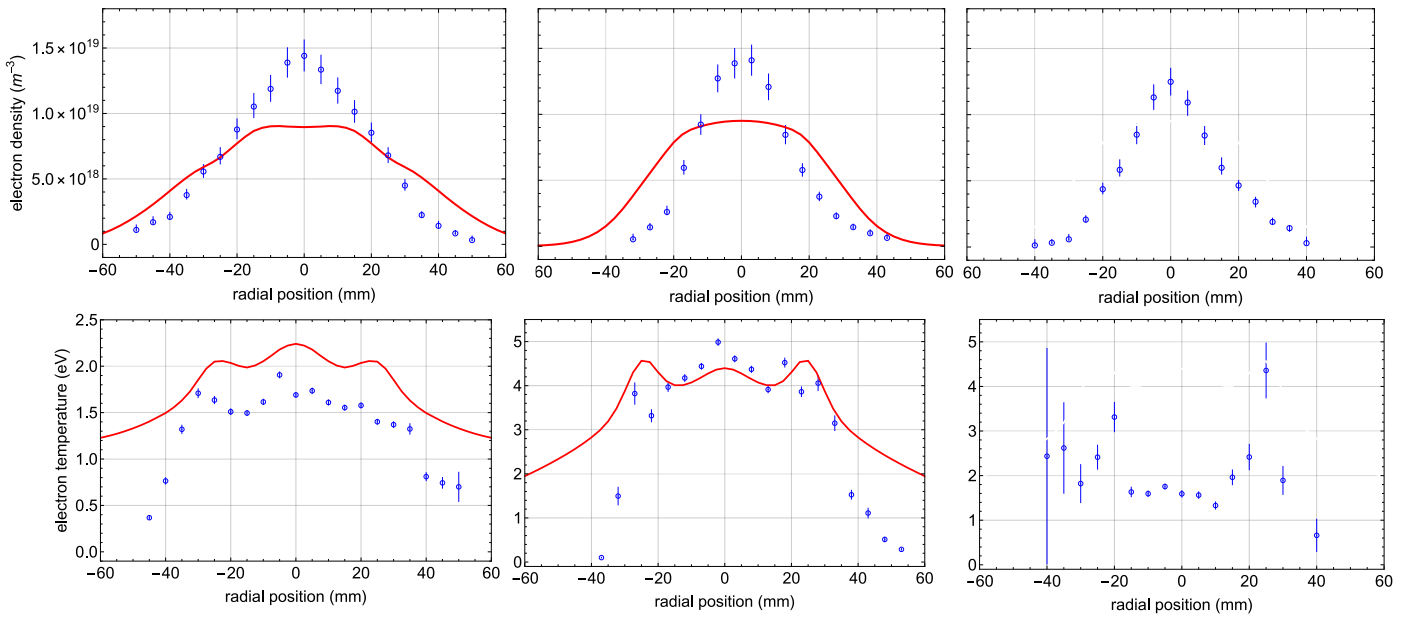 electron density (m⁻³)
1.5 × 10¹⁹
1.0 × 10¹⁹
5.0 × 10¹⁸
0
−60 −40 −20 0 20 40 60
radial position (mm)
−60 −40 −20 0 20 40 60
radial position (mm)
−60 −40 −20 0 20 40 60
radial position (mm)
electron temperature (eV)
2.5
2.0
1.5
1.0
0.5
0.0
−60 −40 −20 0 20 40 60
radial position (mm)
5
4
3
2
1
0
−60 −40 −20 0 20 40 60
radial position (mm)
5
4
3
2
1
0
−60 −40 −20 0 20 40 60
radial position (mm)